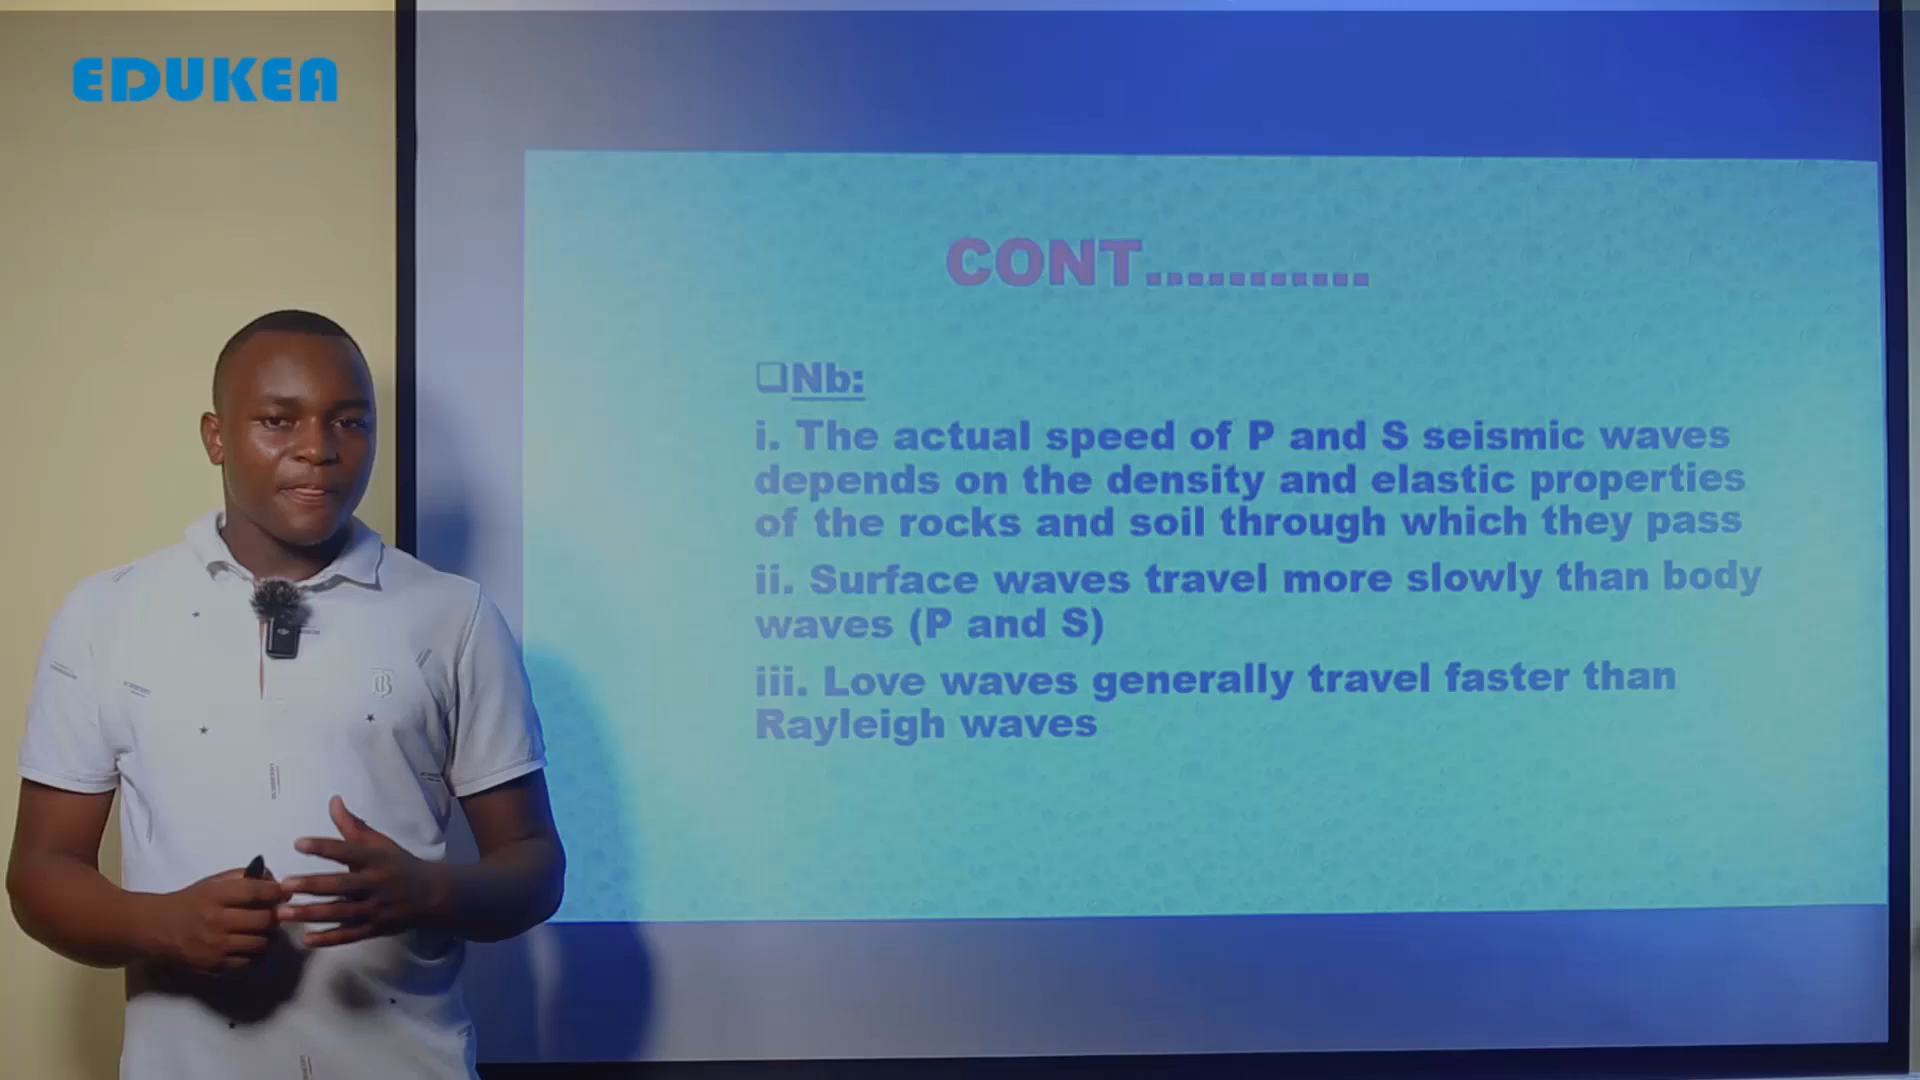 EDUKEA
CONT...........
❑Nb:
i. The actual speed of P and S seismic waves
depends on the density and elastic properties
of the rocks and soil through which they pass
ii. Surface waves travel more slowly than body
waves (P and S)
iii. Love waves generally travel faster than
Rayleigh waves